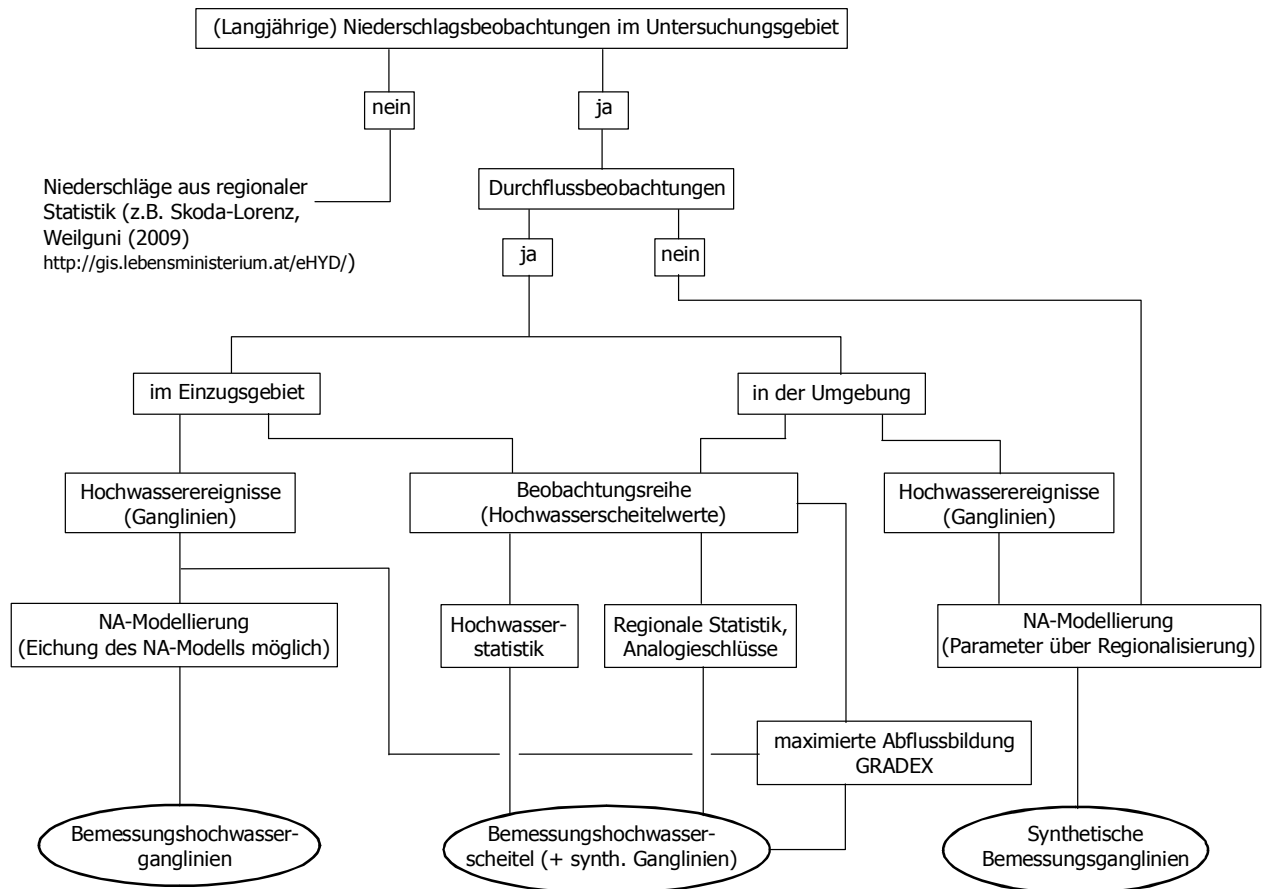 (Langjährige) Niederschlagsbeobachtungen im Untersuchungsgebiet
nein
ja
Niederschläge aus regionaler
Statistik (z.B. Skoda-Lorenz,
Weilguni (2009)
http://gis.lebensministerium.at/eHYD/)
Durchflussbeobachtungen
ja
nein
im Einzugsgebiet
in der Umgebung
Hochwasserereignisse
(Ganglinien)
Beobachtungsreihe
(Hochwasserscheitelwerte)
Hochwasserereignisse
(Ganglinien)
NA-Modellierung
(Eichung des NA-Modells möglich)
Hochwasser-
statistik
Regionale Statistik,
Analogieschlüsse
NA-Modellierung
(Parameter über Regionalisierung)
maximierte Abflussbildung
GRADEX
Bemessungshochwasser-
ganglinien
Bemessungshochwasser-
scheitel (+ synth. Ganglinien)
Synthetische
Bemessungsganglinien